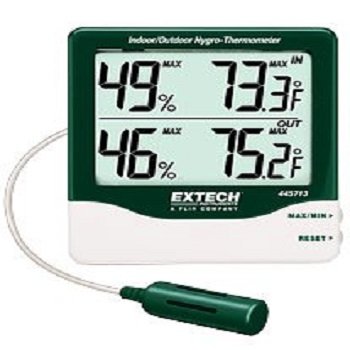 Indoor/Outdoor Hygro-Thermometer
MAX MAX IN
49% 73.3°F
MAX MAX OUT
46% 75.2°F
EXTECH 445713
INSTRUMENTS
A FLIR COMPANY
MAX/MIN
RESET